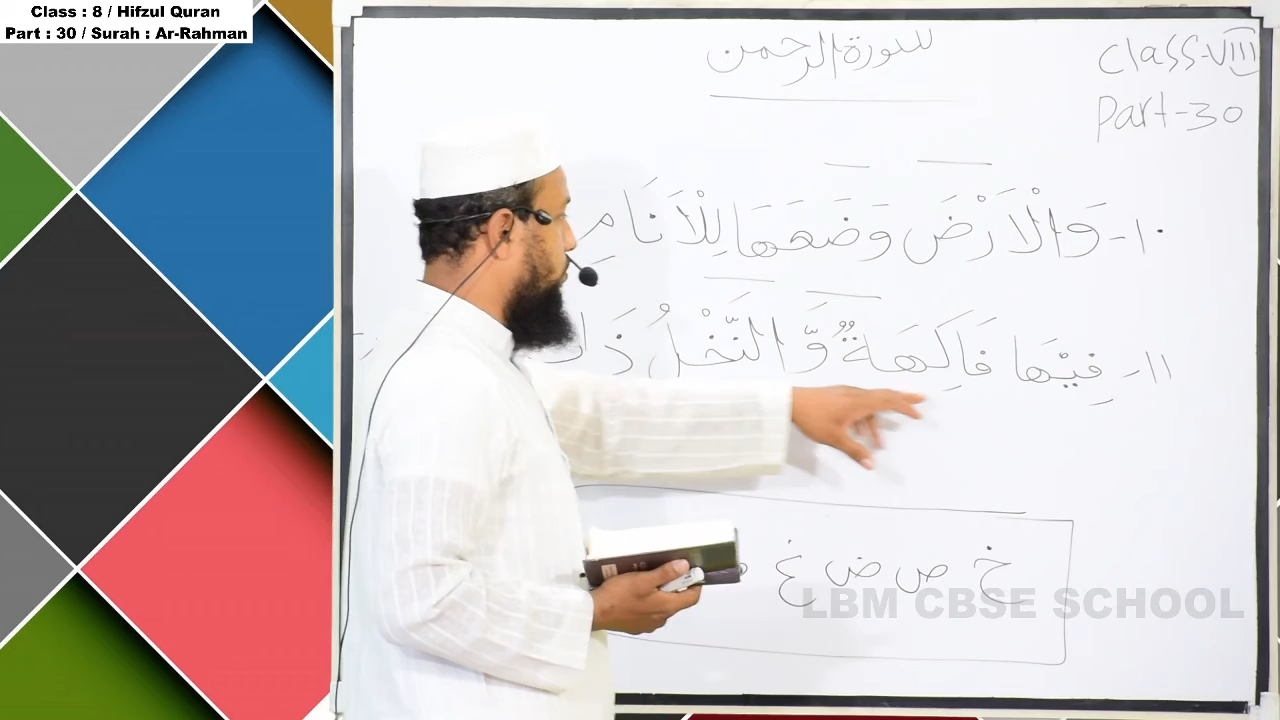 Class : 8 / Hifzul Quran
Part : 30 / Surah : Ar-Rahman
سورة الرحمن
Class-VIII
Part-30
١٠- وَالْاَرْضَ وَضَعَهَا لِلْاَنَامِ
١١- فِيْهَا فَاكِهَةٌ وَّالنَّخْلُ
خ ص ض غ
LBM CBSE SCHOOL